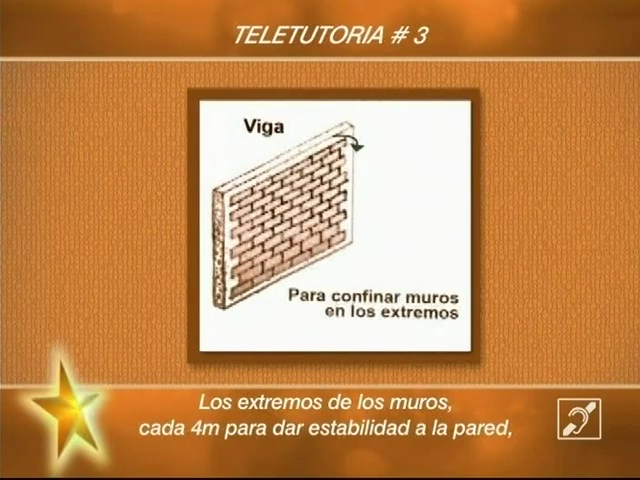 TELETUTORIA # 3
Viga
Para confinar muros
en los extremos
Los extremos de los muros,
cada 4m para dar estabilidad a la pared,